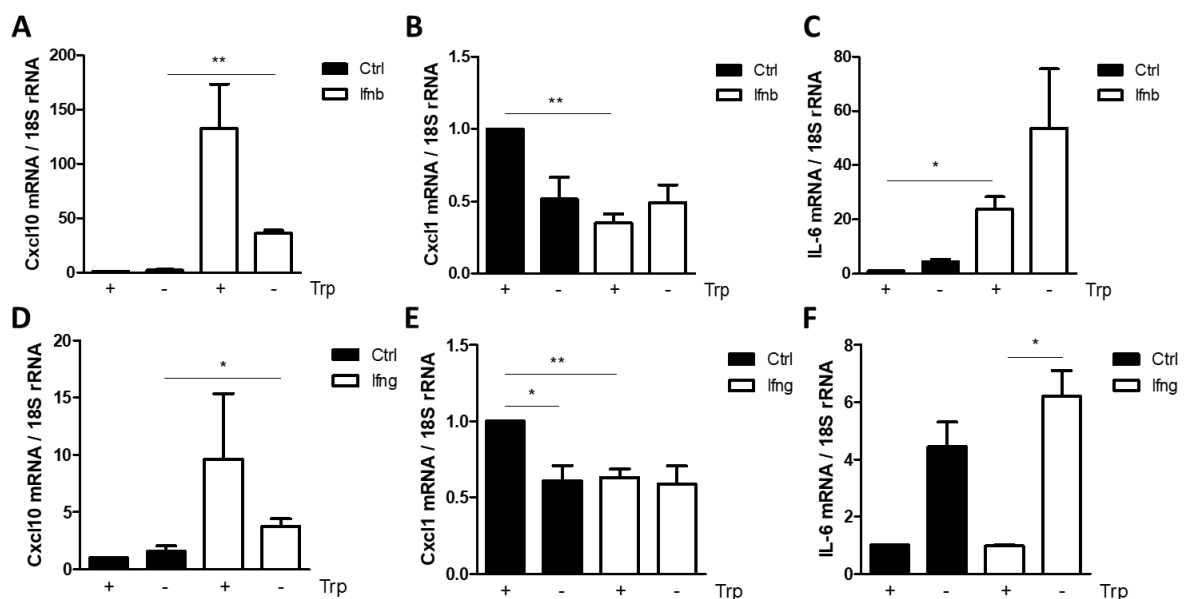 A
Cxcl10 mRNA / 18S rRNA
200
150
100
50
0
**
Ctrl
Ifnb
+ - + - Trp
B
Cxcl1 mRNA / 18S rRNA
1.5
1.0
0.5
0.0
**
Ctrl
Ifnb
+ - + - Trp
C
IL-6 mRNA / 18S rRNA
80
60
40
20
0
*
Ctrl
Ifnb
+ - + - Trp
D
Cxcl10 mRNA / 18S rRNA
20
15
10
5
0
*
Ctrl
Ifng
+ - + - Trp
E
Cxcl1 mRNA / 18S rRNA
1.5
1.0
0.5
0.0
**
*
Ctrl
Ifng
+ - + - Trp
F
IL-6 mRNA / 18S rRNA
8
6
4
2
0
*
Ctrl
Ifng
+ - + - Trp